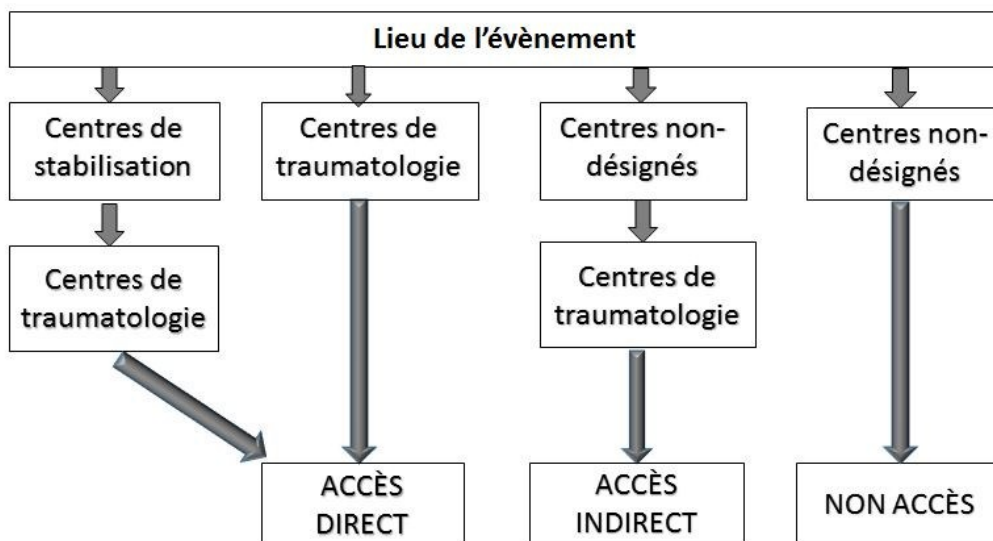 Lieu de l’évènement
Centres de
stabilisation
Centres de
traumatologie
Centres non-
désignés
Centres non-
désignés
Centres de
traumatologie
Centres de
traumatologie
ACCÈS
DIRECT
ACCÈS
INDIRECT
NON ACCÈS